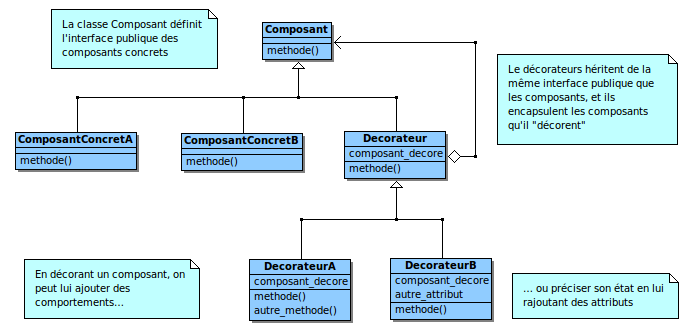 La classe Composant définit
l'interface publique des
composants concrets
Composant
methode()
Le décorateurs héritent de la
même interface publique que
les composants, et ils
encapsulent les composants
qu'il "décorent"
ComposantConcretA
methode()
ComposantConcretB
methode()
Decorateur
composant_decore
methode()
En décorant un composant, on
peut lui ajouter des
comportements...
DecorateurA
composant_decore
methode()
autre_methode()
DecorateurB
composant_decore
autre_attribut
methode()
... ou préciser son état en lui
rajoutant des attributs